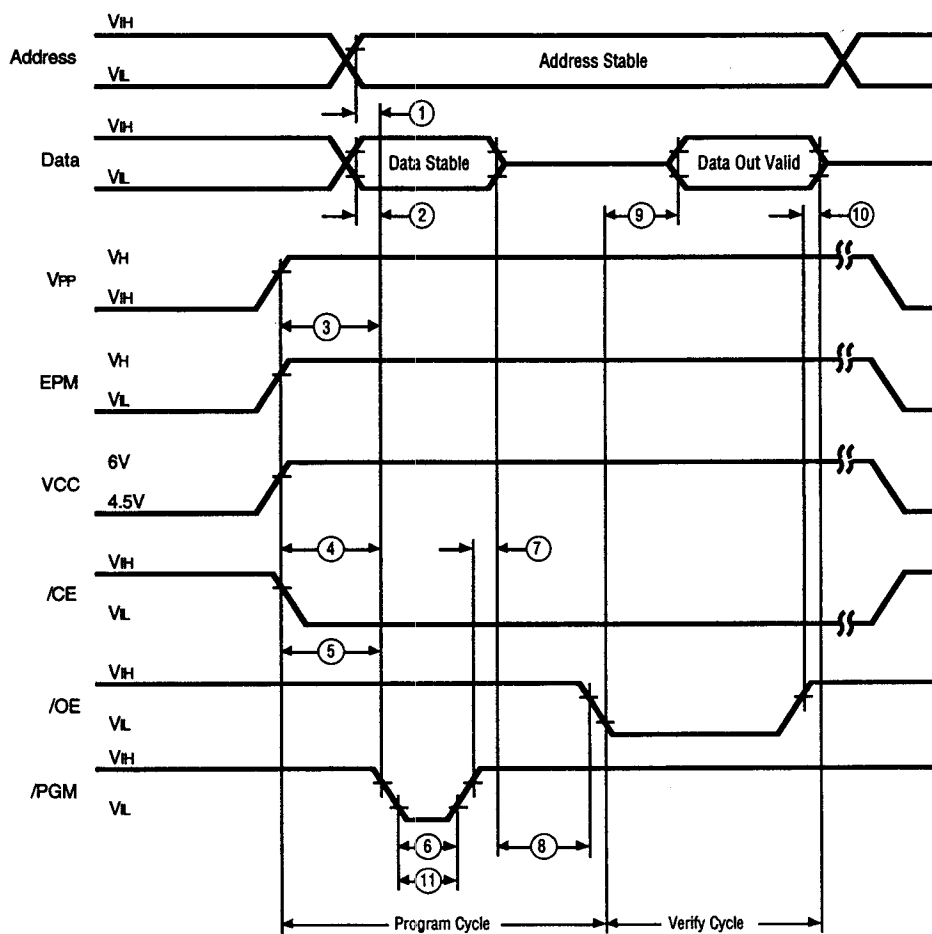 VIH
Address
Address Stable
VIL
1
VIH
Data
Data Stable
Data Out Valid
VIL
2
9
10
VH
VPP
VIH
3
VH
EPM
VIL
6V
VCC
4.5V
4
7
VIH
/CE
VIL
5
VIH
/OE
VIL
VIH
/PGM
VIL
6
8
11
Program Cycle
Verify Cycle